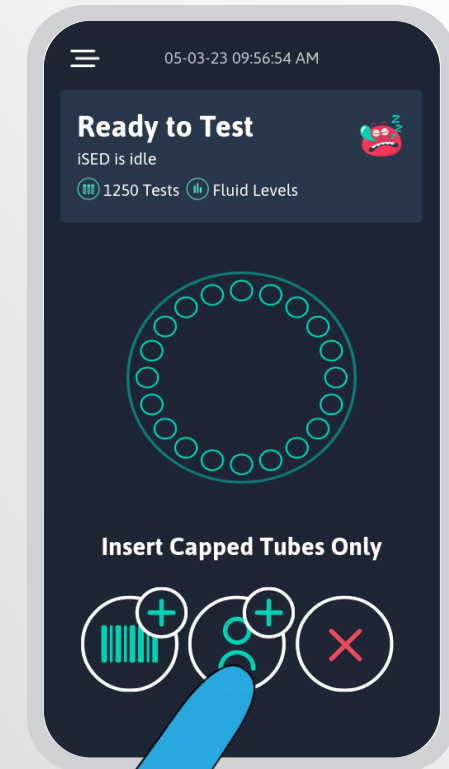 05-03-23 09:56:54 AM
Ready to Test
iSED is idle
1250 Tests Fluid Levels
Insert Capped Tubes Only